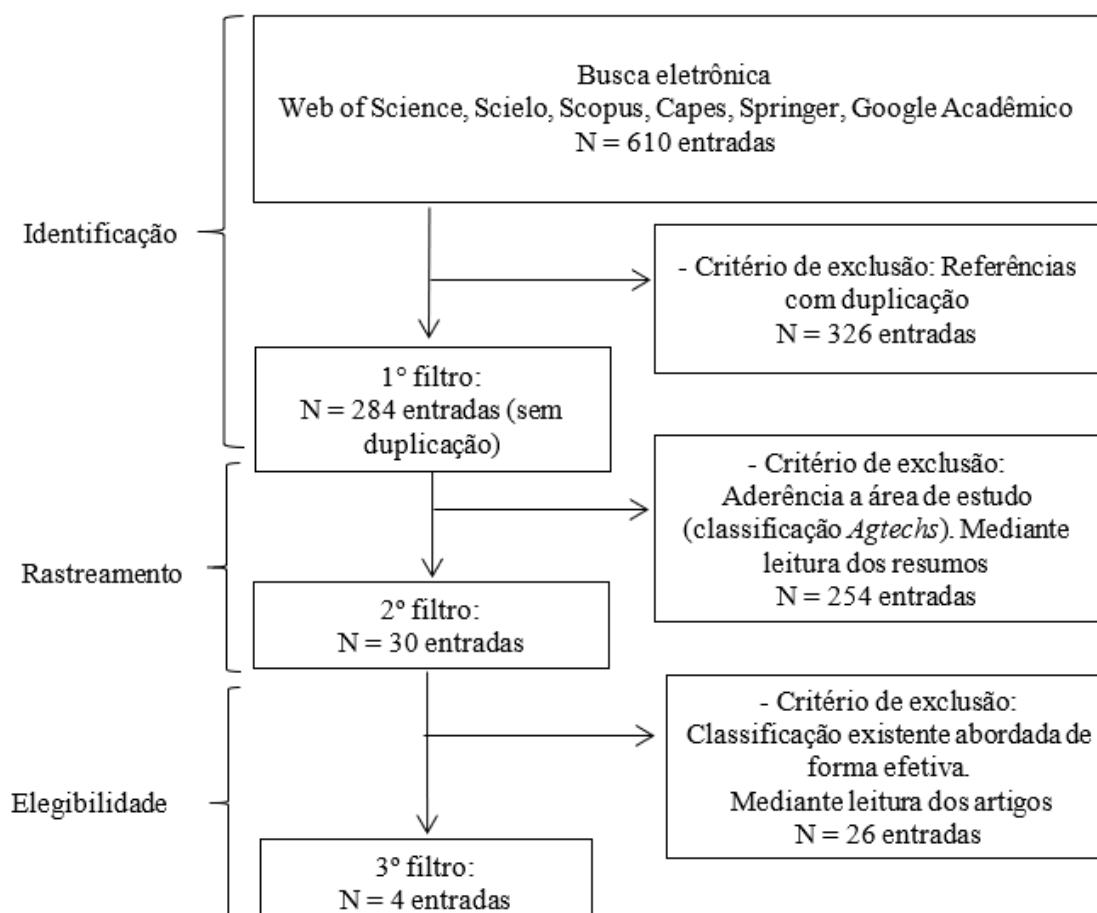 Busca eletrônica
Web of Science, Scielo, Scopus, Capes, Springer, Google Acadêmico
N = 610 entradas
Identificação
- Critério de exclusão: Referências
com duplicação
N = 326 entradas
1° filtro:
N = 284 entradas (sem
duplicação)
- Critério de exclusão:
Aderência a área de estudo
(classificação Agtechs). Mediante
leitura dos resumos
N = 254 entradas
Rastreamento
2º filtro:
N = 30 entradas
- Critério de exclusão:
Classificação existente abordada de
forma efetiva.
Mediante leitura dos artigos
N = 26 entradas
Elegibilidade
3º filtro:
N = 4 entradas